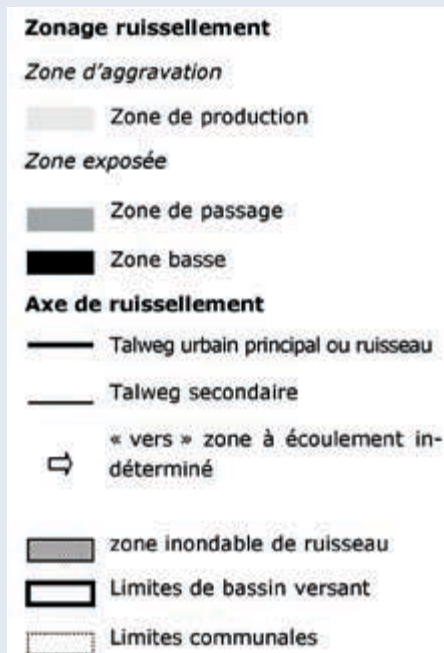 Zonage ruissellement
Zone d'aggravation
Zone de production
Zone exposée
Zone de passage
Zone basse
Axe de ruissellement
Talweg urbain principal ou ruisseau
Talweg secondaire
« vers » zone à écoulement in-
déterminé
zone inondable de ruisseau
Limites de bassin versant
Limites communales